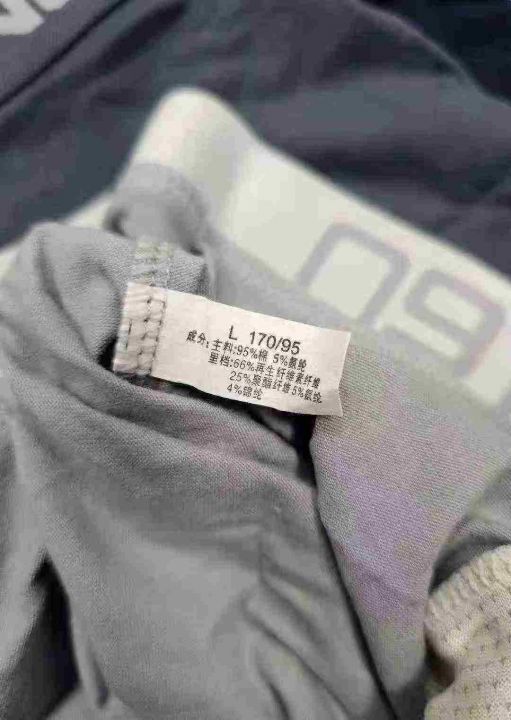 L 170/95
成分:主料:95%棉 5%氨纶
里档:66%再生纤维素纤维
25%聚酯纤维5%氨纶
4%锦纶